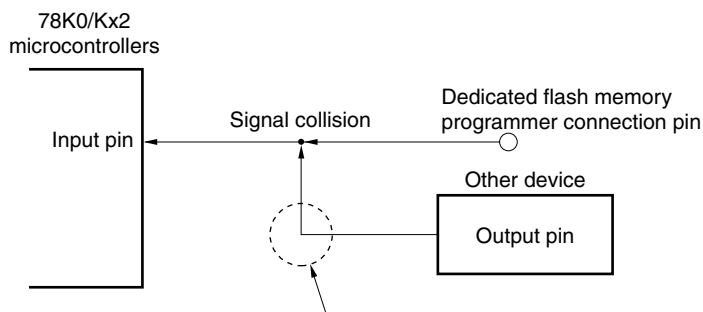 78K0/Kx2
microcontrollers
Input pin
Signal collision
Dedicated flash memory
programmer connection pin
Other device
Output pin